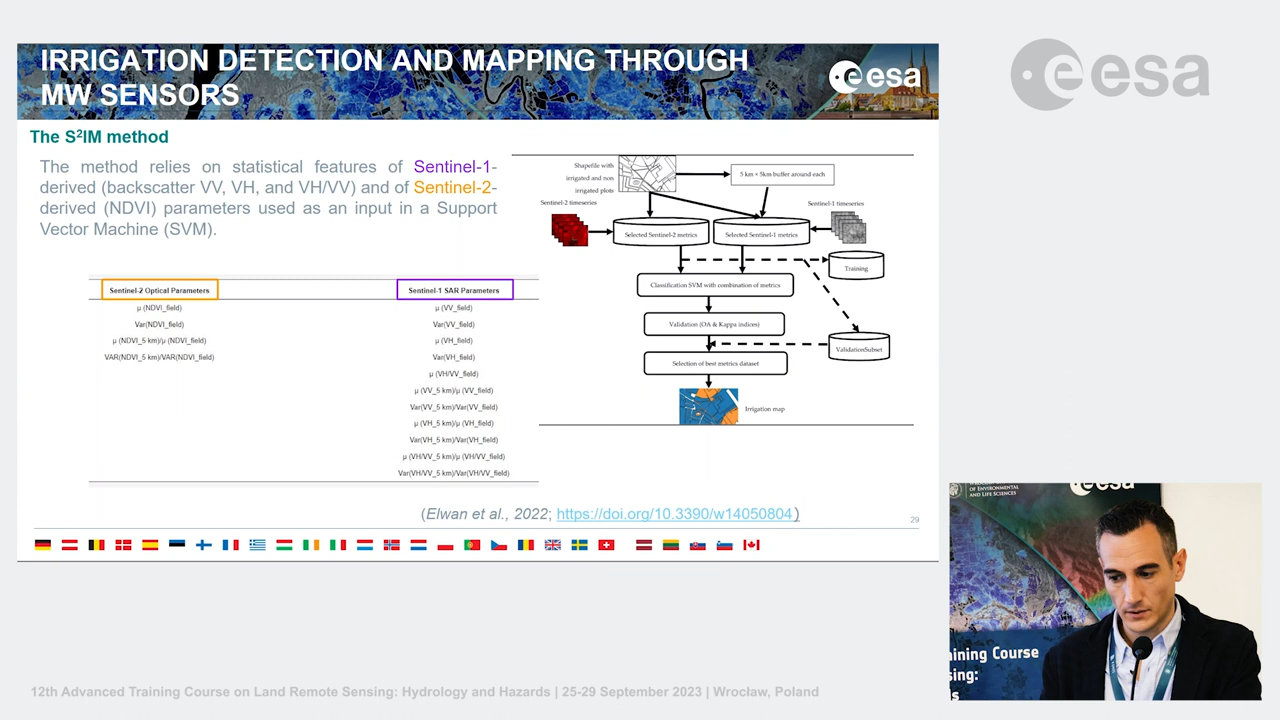 IRRIGATION DETECTION AND MAPPING THROUGH
MW SENSORS
esa
esa
The S²IM method
The method relies on statistical features of Sentinel-1-
derived (backscatter VV, VH, and VH/VV) and of Sentinel-2-
derived (NDVI) parameters used as an input in a Support
Vector Machine (SVM).
Sentinel-2 Optical Parameters
μ (NDVI_field)
Var(NDVI_field)
μ (NDVI_5 km)/μ (NDVI_field)
VAR(NDVI_5 km)/VAR(NDVI_field)
Sentinel-1 SAR Parameters
μ (VV_field)
Var(VV_field)
μ (VH_field)
Var(VH_field)
μ (VH/VV_field)
μ (VV_5 km)/μ (VV_field)
Var(VV_5 km)/Var(VV_field)
μ (VH_5 km)/μ (VH_field)
Var(VH_5 km)/Var(VH_field)
μ (VH/VV_5 km)/μ (VH/VV_field)
Var(VH/VV_5 km)/Var(VH/VV_field)
Shapefile with
irrigated and non
irrigated plots
5 km × 5km buffer around each
Sentinel-2 timeseries
Sentinel-1 timeseries
Selected Sentinel-2 metrics
Selected Sentinel-1 metrics
Training
Classification SVM with combination of metrics
Validation (OA & Kappa indices)
ValidationSubset
Selection of best metrics dataset
Irrigation map
(Elwan et al., 2022; https://doi.org/10.3390/w14050804)
29
OF ENVIRONMENTAL
AND LIFE SCIENCES
esa
aining Course
sing:
s
12th Advanced Training Course on Land Remote Sensing: Hydrology and Hazards | 25-29 September 2023 | Wrocław, Poland